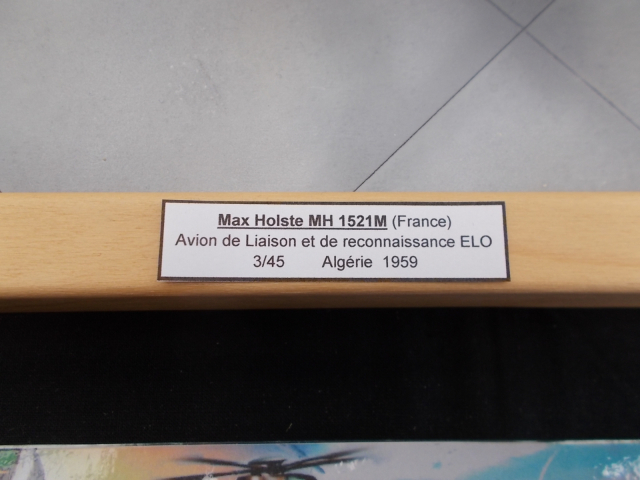 Max Holste MH 1521M (France)
Avion de Liaison et de reconnaissance ELO
3/45 Algérie 1959